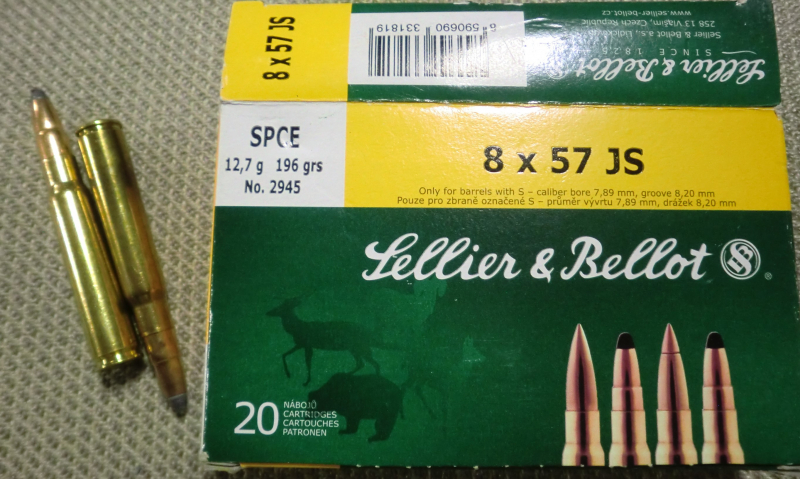 8 x 57 JS
8 590690 331819
Sellier & Bellot
SINCE 1825
Sellier & Bellot a.s., Lidická
258 13 Vlašim, Czech Republic
www.sellier-bellot.cz
SPCE
12,7 g 196 grs
No. 2945
8 x 57 JS
Only for barrels with S – caliber bore 7,89 mm, groove 8,20 mm
Pouze pro zbraně označené S – průměr vývrtu 7,89 mm, drážek 8,20 mm
Sellier & Bellot
SB ®
20 NÁBOJŮ
CARTRIDGES
CARTOUCHES
PATRONEN